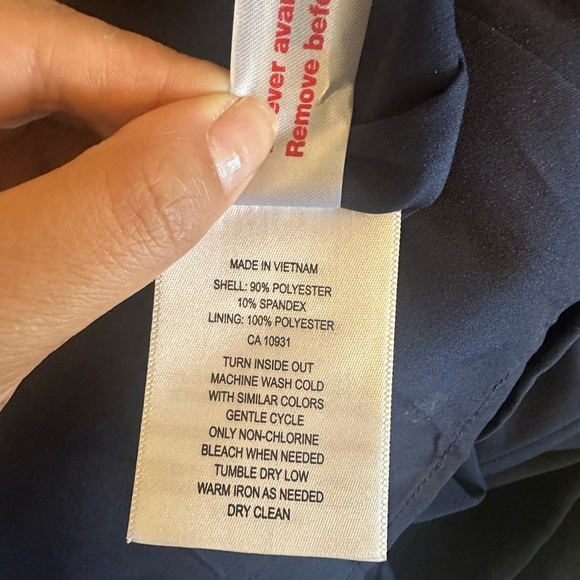 ever
Remove
MADE IN VIETNAM
SHELL: 90% POLYESTER
10% SPANDEX
LINING: 100% POLYESTER
CA 10931
TURN INSIDE OUT
MACHINE WASH COLD
WITH SIMILAR COLORS
GENTLE CYCLE
ONLY NON-CHLORINE
BLEACH WHEN NEEDED
TUMBLE DRY LOW
WARM IRON AS NEEDED
DRY CLEAN